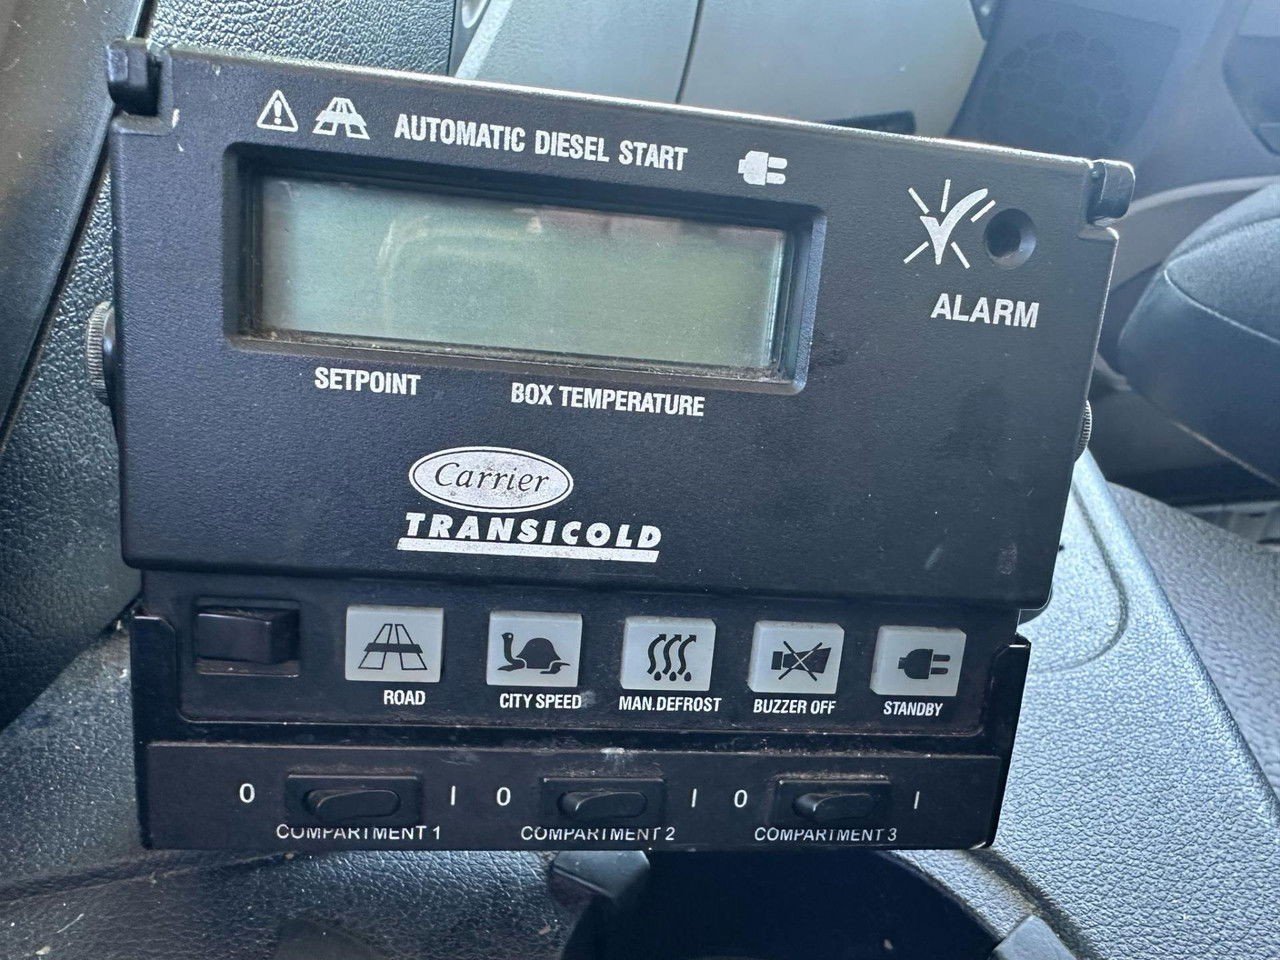 AUTOMATIC DIESEL START
ALARM
SETPOINT
BOX TEMPERATURE
Carrier
TRANSICOLD
ROAD
CITY SPEED
MAN.DEFROST
BUZZER OFF
STANDBY
0 I 0 I 0 I
COMPARTMENT 1
COMPARTMENT 2
COMPARTMENT 3